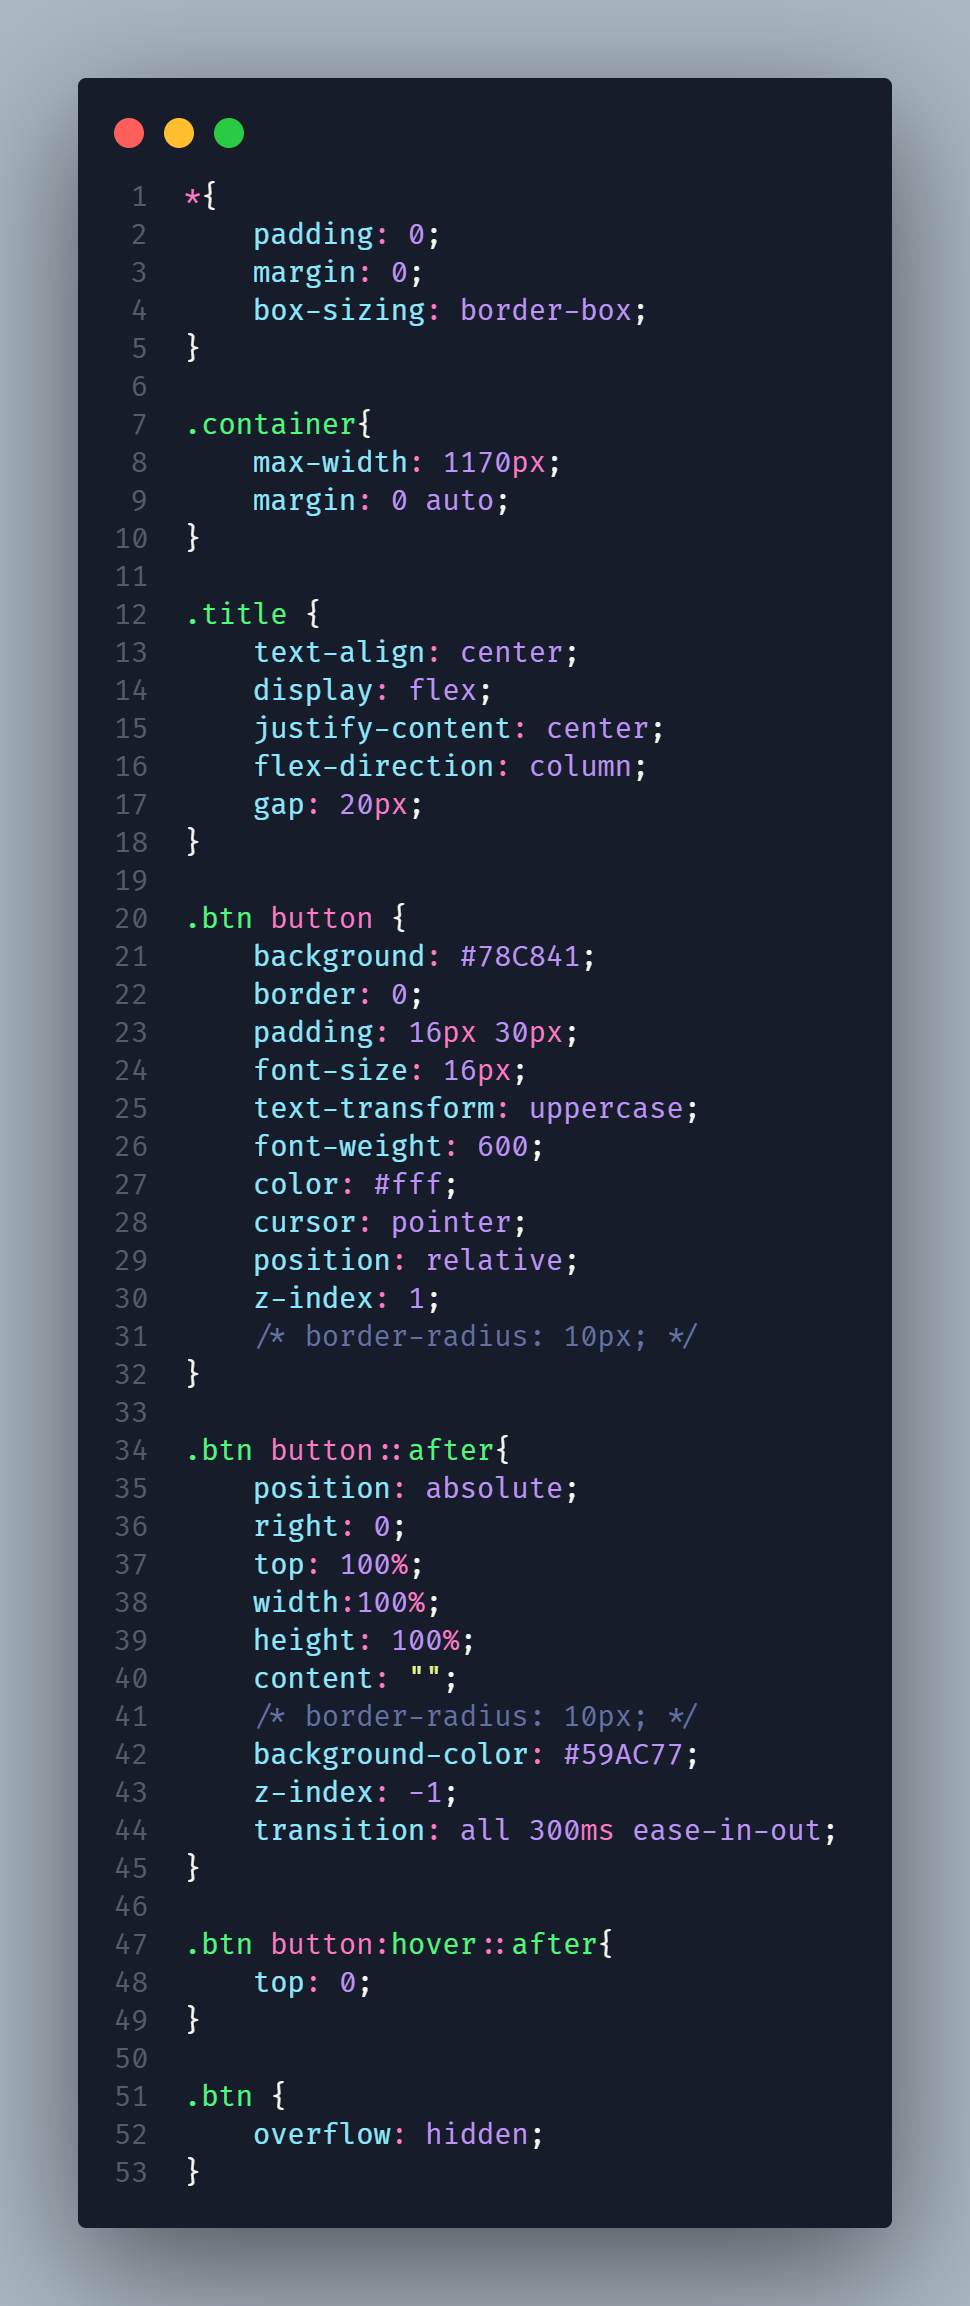 1 *{
2     padding: 0;
3     margin: 0;
4     box-sizing: border-box;
5 }
6
7 .container{
8     max-width: 1170px;
9     margin: 0 auto;
10 }
11
12 .title {
13     text-align: center;
14     display: flex;
15     justify-content: center;
16     flex-direction: column;
17     gap: 20px;
18 }
19
20 .btn button {
21     background: #78C841;
22     border: 0;
23     padding: 16px 30px;
24     font-size: 16px;
25     text-transform: uppercase;
26     font-weight: 600;
27     color: #fff;
28     cursor: pointer;
29     position: relative;
30     z-index: 1;
31     /* border-radius: 10px; */
32 }
33
34 .btn button::after{
35     position: absolute;
36     right: 0;
37     top: 100%;
38     width:100%;
39     height: 100%;
40     content: "";
41     /* border-radius: 10px; */
42     background-color: #59AC77;
43     z-index: -1;
44     transition: all 300ms ease-in-out;
45 }
46
47 .btn button:hover::after{
48     top: 0;
49 }
50
51 .btn {
52     overflow: hidden;
53 }